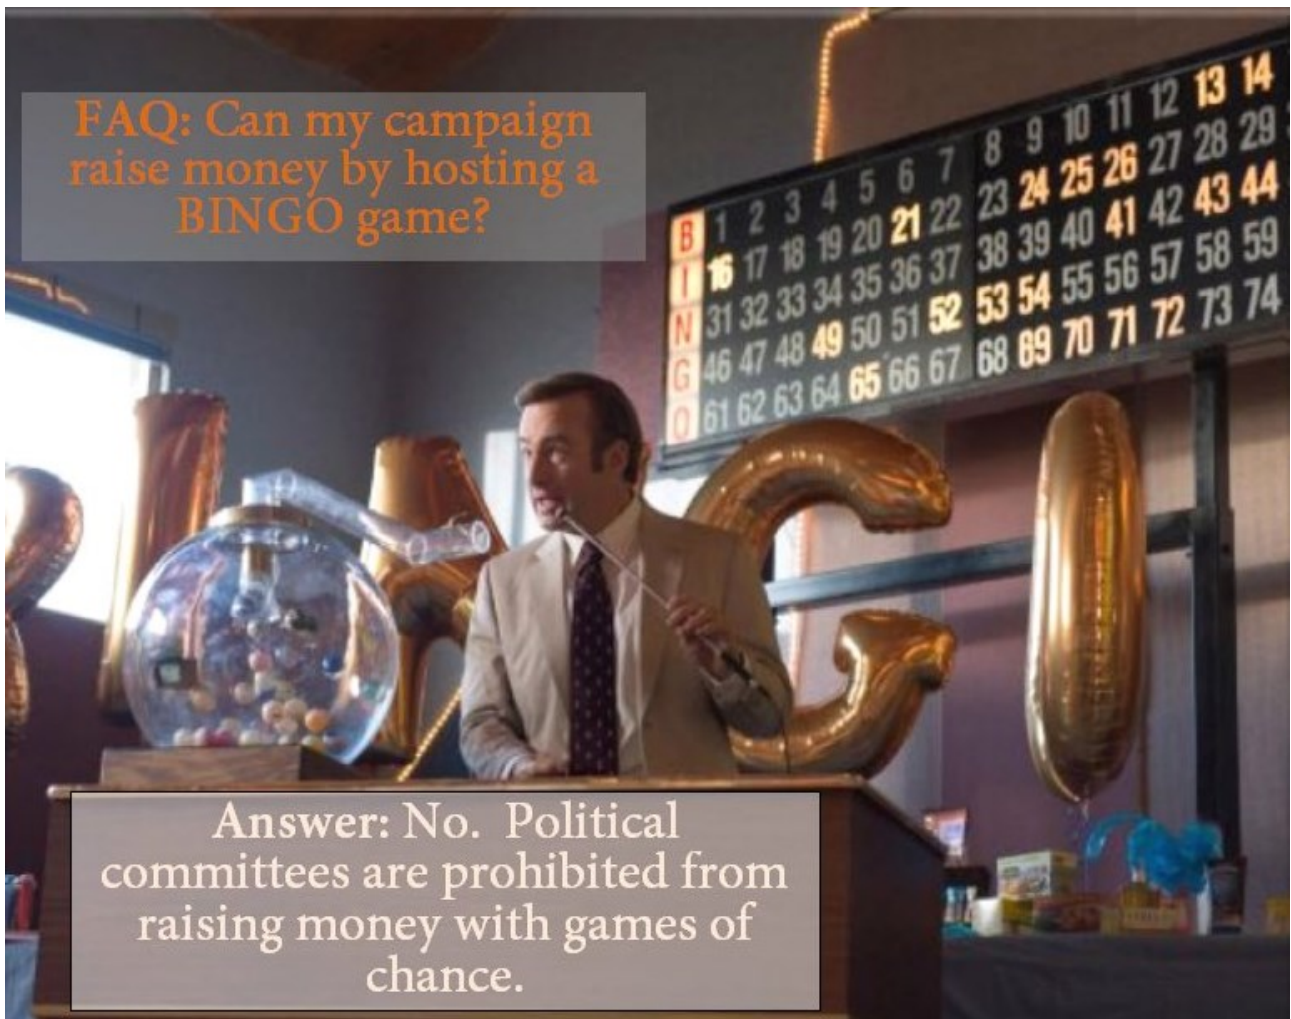 FAQ: Can my campaign
raise money by hosting a
BINGO game?
B 1 2 3 4 5 6 7 8 9 10 11 12 13 14
I 16 17 18 19 20 21 22 23 24 25 26 27 28 29
N 31 32 33 34 35 36 37 38 39 40 41 42 43 44
G 46 47 48 49 50 51 52 53 54 55 56 57 58 59
O 61 62 63 64 65 66 67 68 69 70 71 72 73 74
BINGO
Answer: No. Political
committees are prohibited from
raising money with games of
chance.